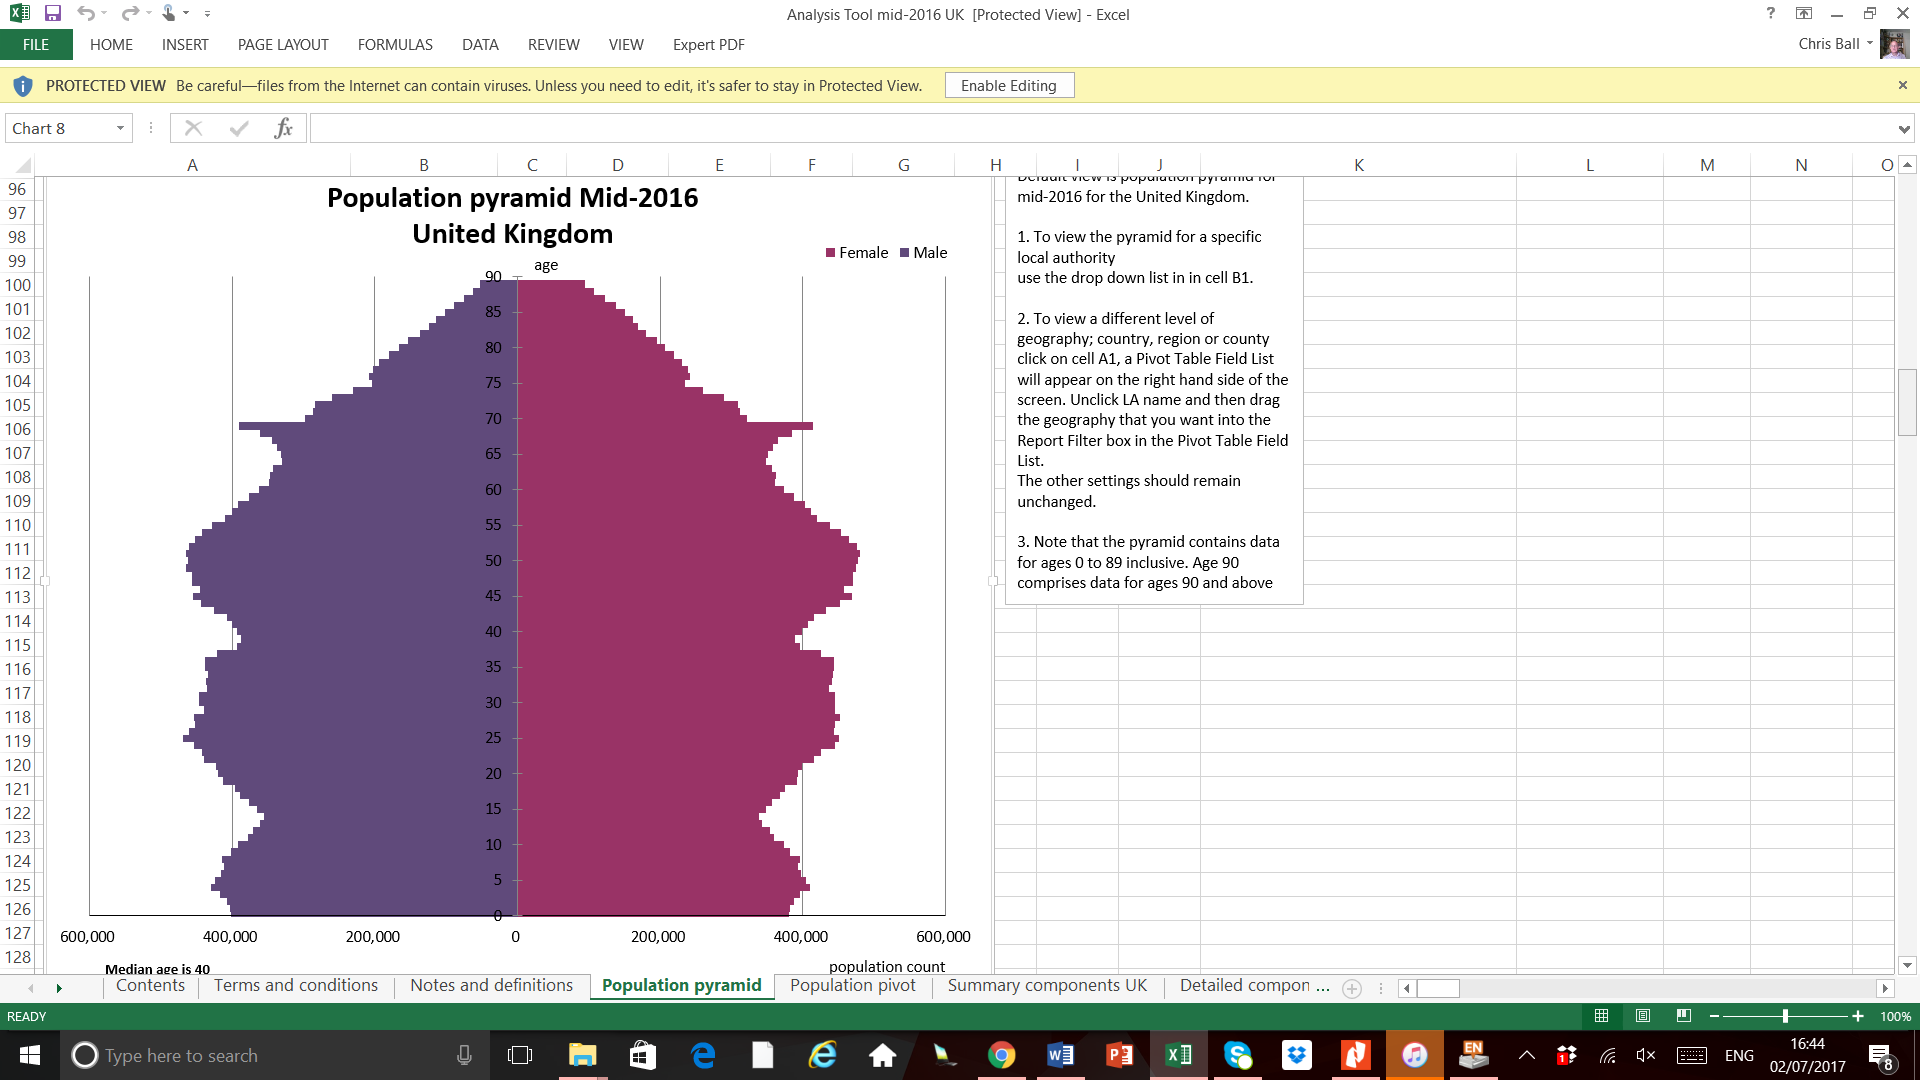 Analysis Tool mid-2016 UK  [Protected View] - Excel
?
FILE HOME INSERT PAGE LAYOUT FORMULAS DATA REVIEW VIEW Expert PDF
Chris Ball
PROTECTED VIEW Be careful—files from the Internet can contain viruses. Unless you need to edit, it's safer to stay in Protected View. Enable Editing
Chart 8 fx
A B C D E F G H I J K L M N O
96
97
98
99
100
101
102
103
104
105
106
107
108
109
110
111
112
113
114
115
116
117
118
119
120
121
122
123
124
125
126
127
128
Population pyramid Mid-2016
United Kingdom
Female Male
age
90
85
80
75
70
65
60
55
50
45
40
35
30
25
20
15
10
5
0
600,000 400,000 200,000 0 200,000 400,000 600,000
Median age is 40
population count
Default view is population pyramid for
mid-2016 for the United Kingdom.
1. To view the pyramid for a specific
local authority
use the drop down list in in cell B1.
2. To view a different level of
geography; country, region or county
click on cell A1, a Pivot Table Field List
will appear on the right hand side of the
screen. Unclick LA name and then drag
the geography that you want into the
Report Filter box in the Pivot Table Field
List.
The other settings should remain
unchanged.
3. Note that the pyramid contains data
for ages 0 to 89 inclusive. Age 90
comprises data for ages 90 and above
Contents Terms and conditions Notes and definitions Population pyramid Population pivot Summary components UK Detailed compon ...
READY
100%
Type here to search
EN
1
ENG
16:44
02/07/2017
8